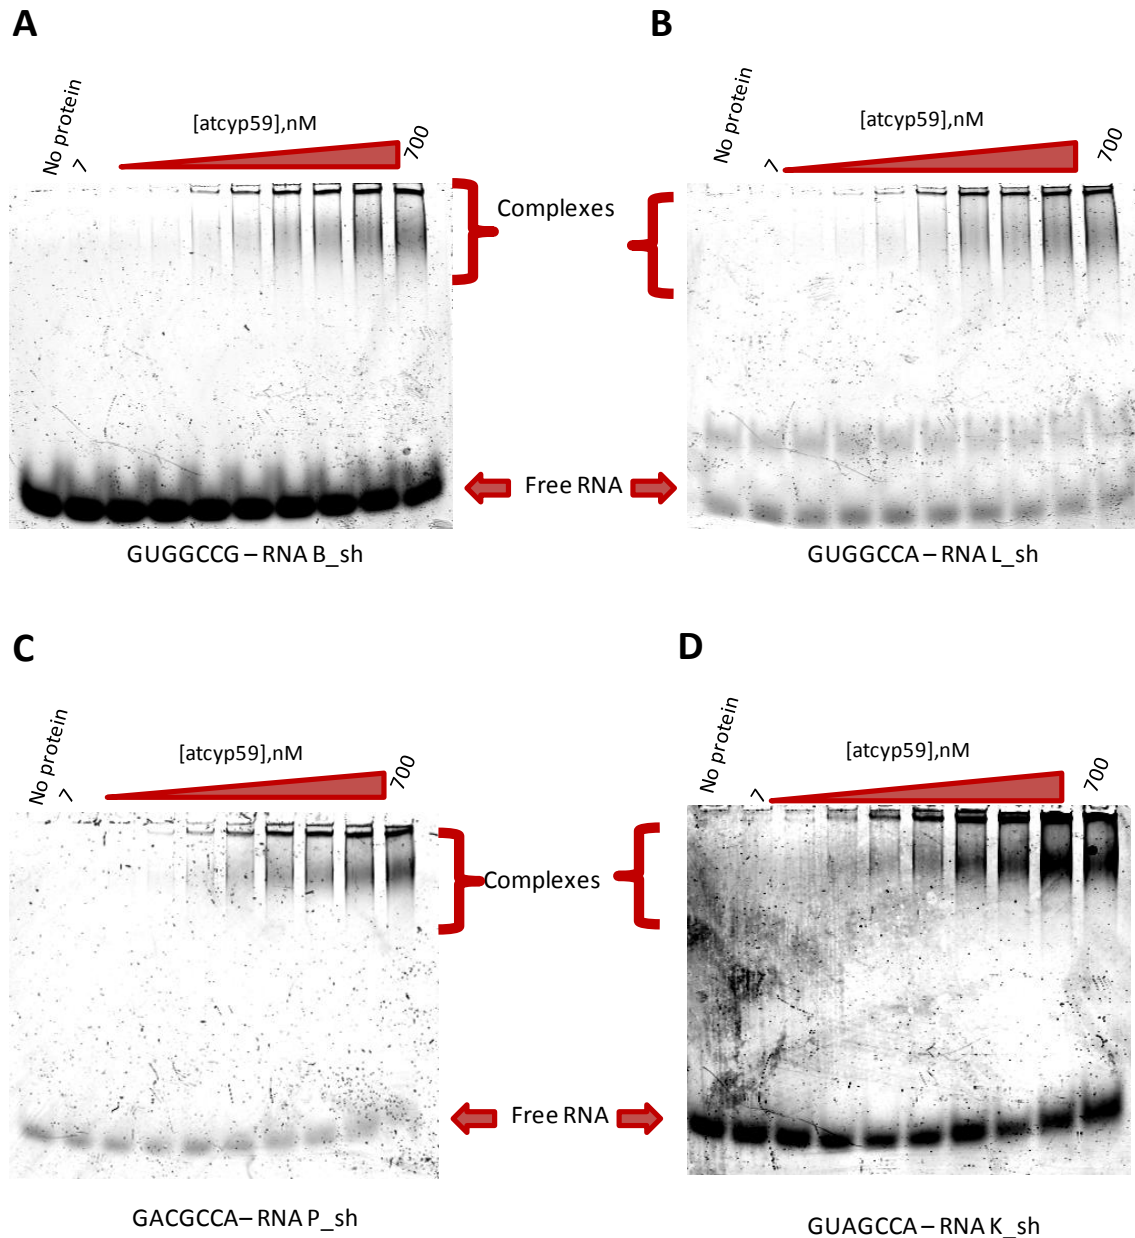 A
B
No protein
7
[atcyp59],nM
700
No protein
7
[atcyp59],nM
700
Complexes
Free RNA
GUGGCCG – RNA B_sh
GUGGCCA – RNA L_sh
C
D
No protein
7
[atcyp59],nM
700
No protein
7
[atcyp59],nM
700
Complexes
Free RNA
GACGCCA– RNA P_sh
GUAGCCA – RNA K_sh